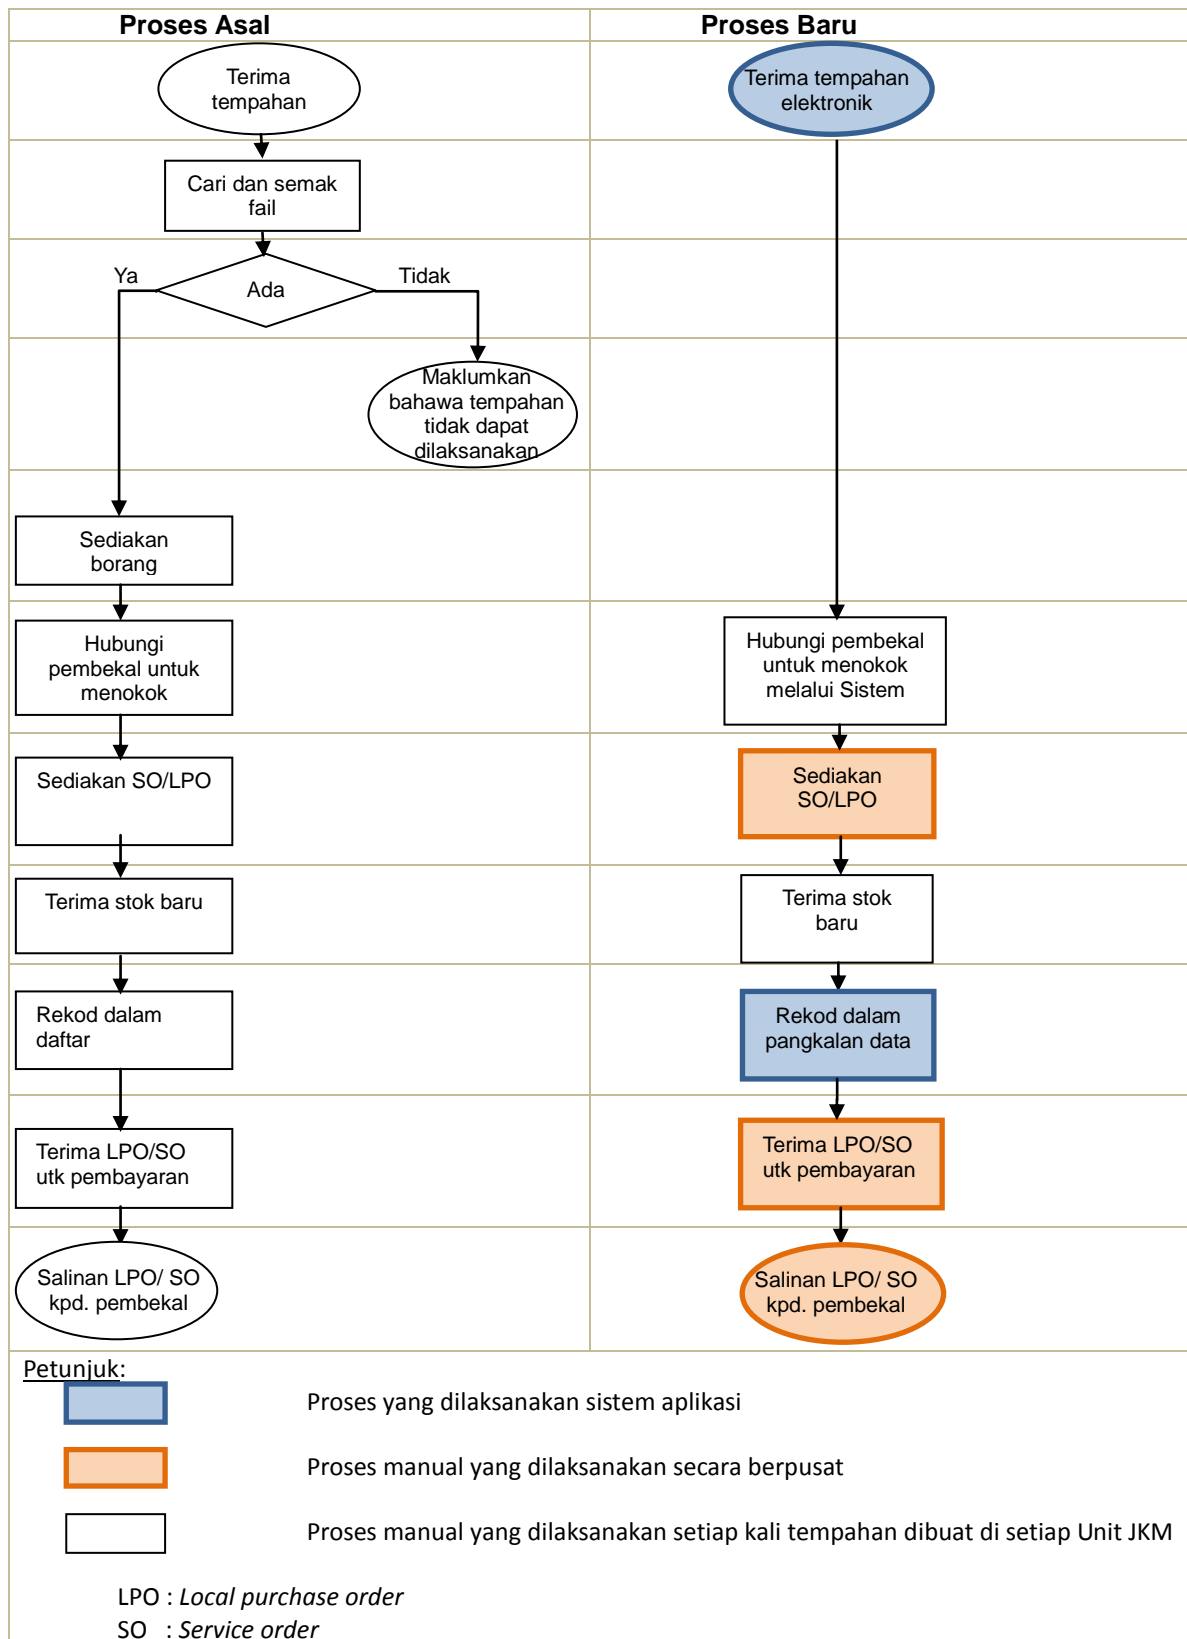 Proses Asal
Proses Baru
Terima
tempahan
Terima tempahan
elektronik
Cari dan semak
fail
Ya
Ada
Tidak
Maklumkan
bahawa tempahan
tidak dapat
dilaksanakan
Sediakan
borang
Hubungi
pembekal untuk
menokok
Hubungi pembekal
untuk menokok
melalui Sistem
Sediakan SO/LPO
Sediakan
SO/LPO
Terima stok baru
Terima stok
baru
Rekod dalam
daftar
Rekod dalam
pangkalan data
Terima LPO/SO
utk pembayaran
Terima LPO/SO
utk pembayaran
Salinan LPO/ SO
kpd. pembekal
Salinan LPO/ SO
kpd. pembekal
Petunjuk:
Proses yang dilaksanakan sistem aplikasi
Proses manual yang dilaksanakan secara berpusat
Proses manual yang dilaksanakan setiap kali tempahan dibuat di setiap Unit JKM
LPO : Local purchase order
SO : Service order